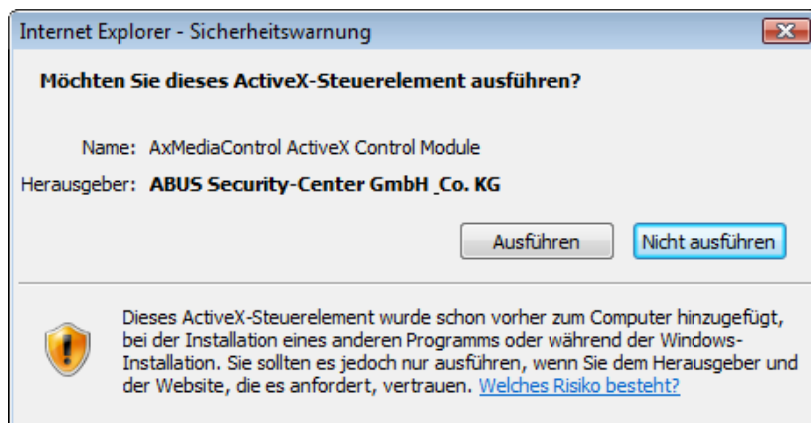 Internet Explorer - Sicherheitswarnung
Möchten Sie dieses ActiveX-Steuerelement ausführen?
Name: AxMediaControl ActiveX Control Module
Herausgeber: ABUS Security-Center GmbH _Co. KG
Ausführen Nicht ausführen
Dieses ActiveX-Steuerelement wurde schon vorher zum Computer hinzugefügt,
bei der Installation eines anderen Programms oder während der Windows-
Installation. Sie sollten es jedoch nur ausführen, wenn Sie dem Herausgeber und
der Website, die es anfordert, vertrauen. Welches Risiko besteht?